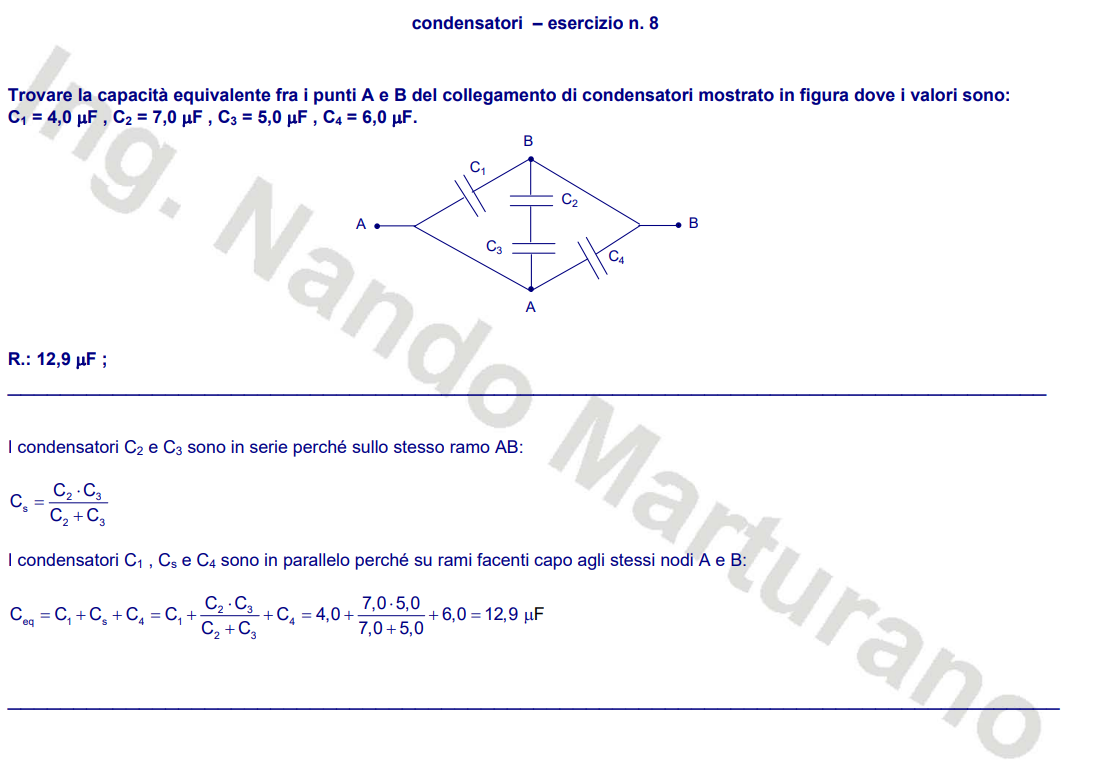 condensatori – esercizio n. 8
Trovare la capacità equivalente fra i punti A e B del collegamento di condensatori mostrato in figura dove i valori sono:
C₁ = 4,0 μF , C₂ = 7,0 μF , C₃ = 5,0 μF , C₄ = 6,0 μF.
B
C₁
C₂
A
B
C₃
C₄
A
R.: 12,9 μF ;
I condensatori C₂ e C₃ sono in serie perché sullo stesso ramo AB:
Cₛ = (C₂ · C₃) / (C₂ + C₃)
I condensatori C₁ , Cₛ e C₄ sono in parallelo perché su rami facenti capo agli stessi nodi A e B:
C_eq = C₁ + Cₛ + C₄ = C₁ + (C₂ · C₃) / (C₂ + C₃) + C₄ = 4,0 + (7,0 · 5,0) / (7,0 + 5,0) + 6,0 = 12,9 μF
Ing. Nando Marturano